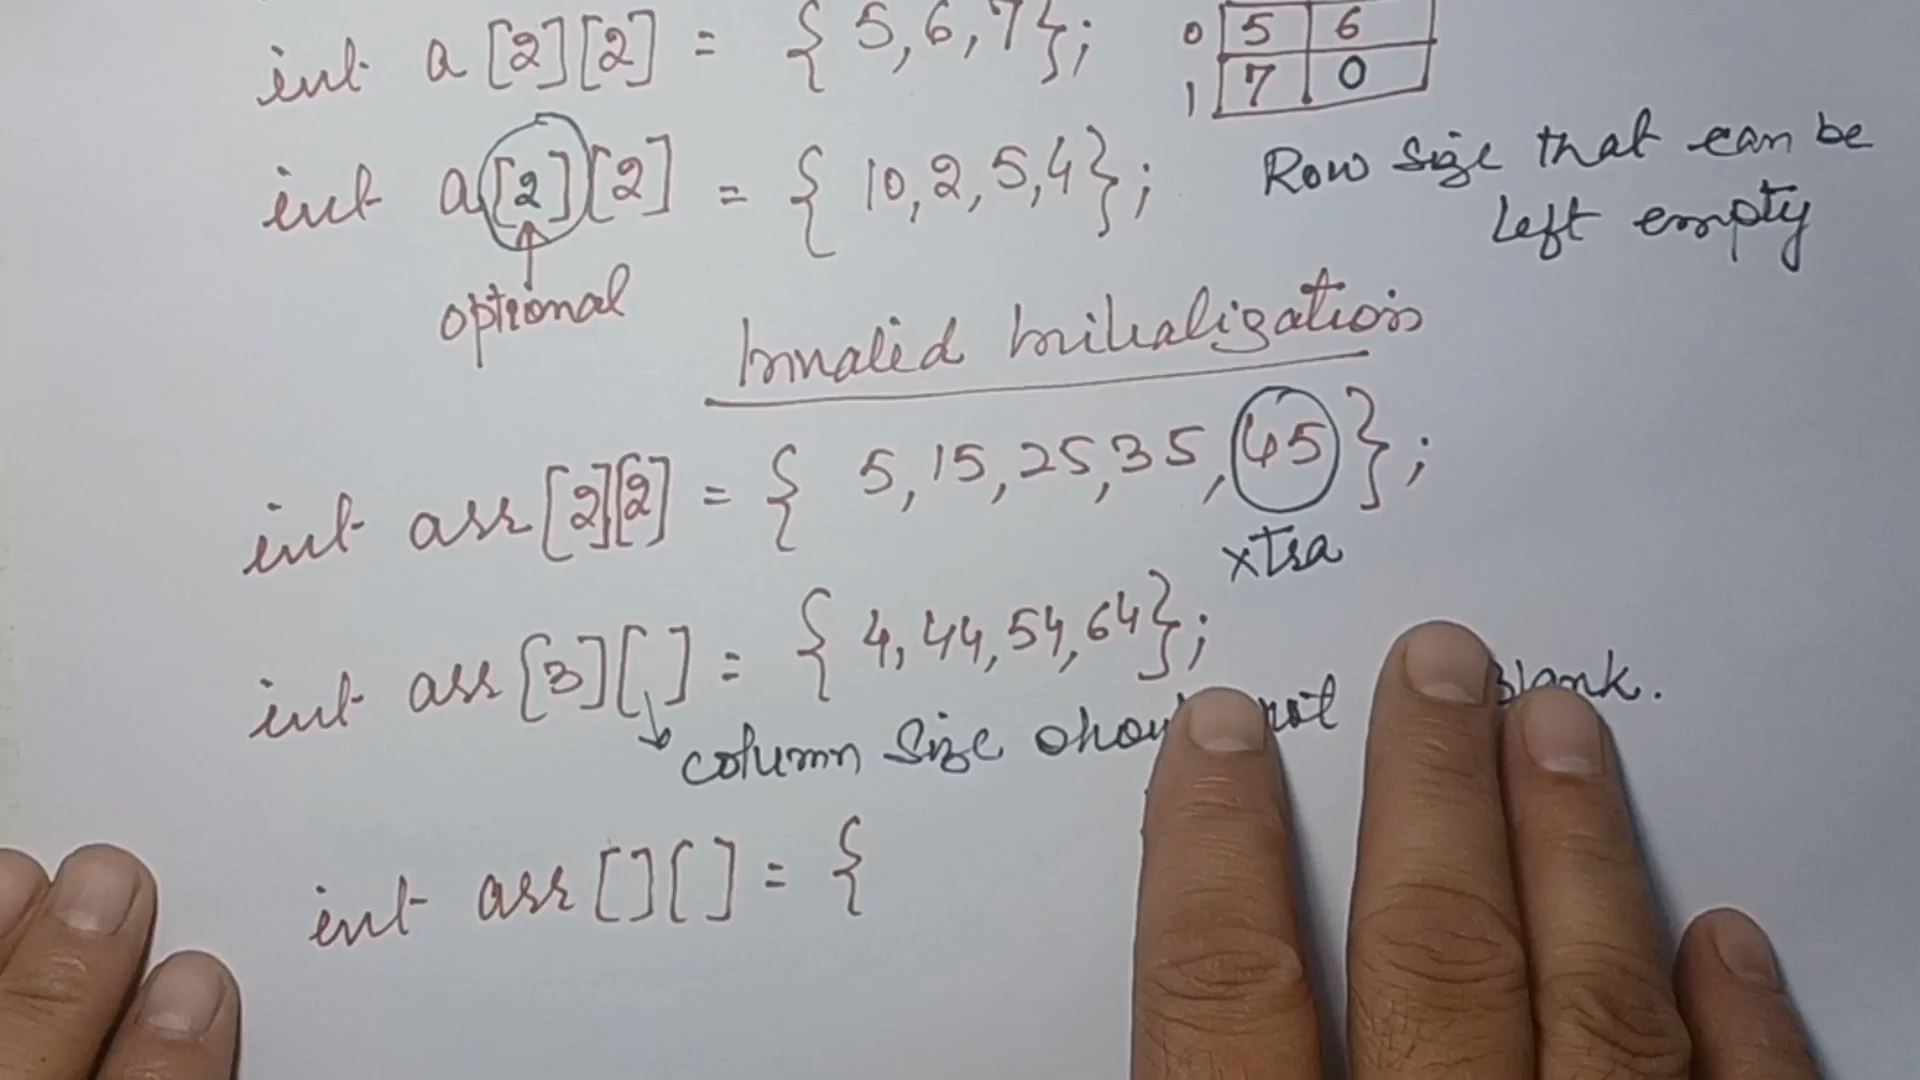 int a[2][2] = { 5,6,7};
0 5 6
1 7 0
int a[2][2] = { 10,2,5,4};
optional
Row size that can be
left empty
Invalid Initialization
int arr[2][2] = { 5,15,25,35,45};
xtra
int arr[3][ ] = { 4,44,54,64};
column size not Blank.
int arr[][] = {